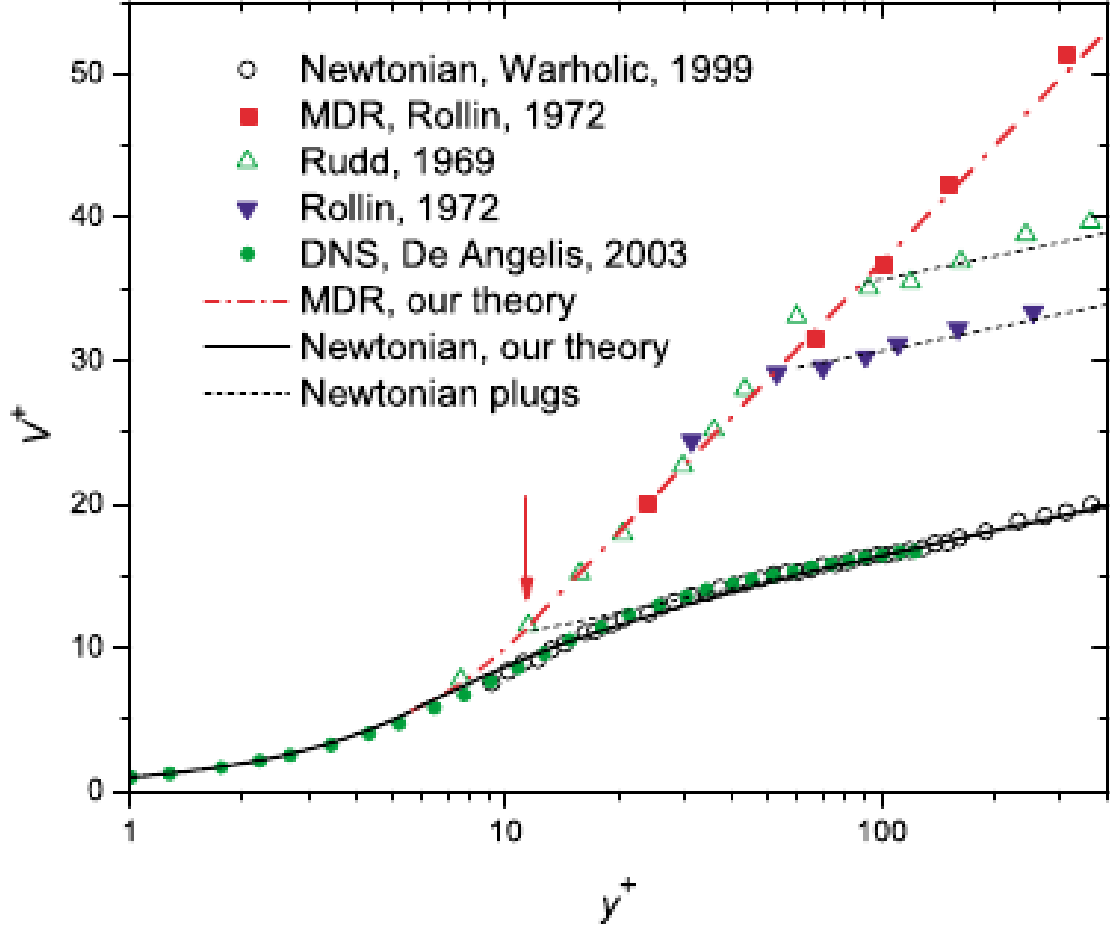 50
40
30
20
10
0
V+
Newtonian, Warholic, 1999
MDR, Rollin, 1972
Rudd, 1969
Rollin, 1972
DNS, De Angelis, 2003
MDR, our theory
Newtonian, our theory
Newtonian plugs
1
10
100
y+